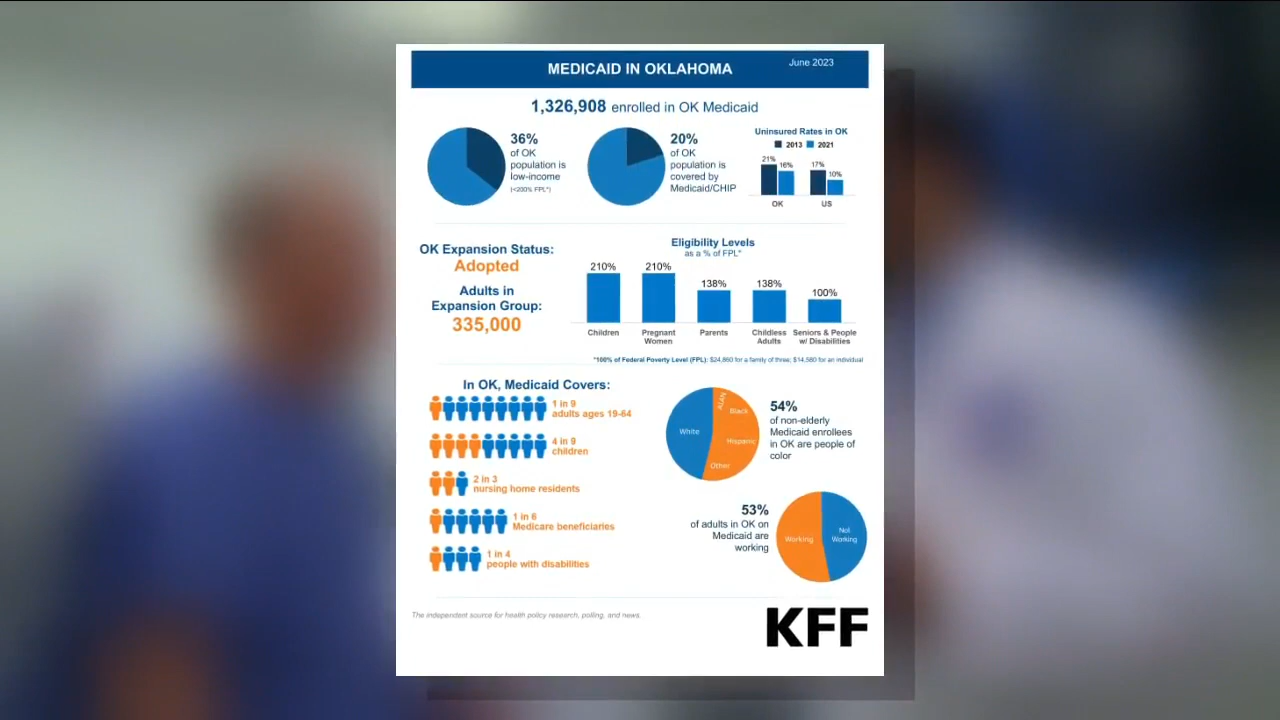 MEDICAID IN OKLAHOMA
June 2023
1,326,908 enrolled in OK Medicaid
36%
of OK
population is
low-income
(<200% FPL*)
20%
of OK
population is
covered by
Medicaid/CHIP
Uninsured Rates in OK
2013 2021
21% 16% 17% 10%
OK US
OK Expansion Status:
Adopted
Adults in
Expansion Group:
335,000
Eligibility Levels
as a % of FPL*
210% 210% 138% 138% 100%
Children Pregnant Parents Childless Seniors & People
Women Adults w/ Disabilities
*100% of Federal Poverty Level (FPL): $24,860 for a family of three; $14,580 for an individual
In OK, Medicaid Covers:
1 in 9
adults ages 19-64
4 in 9
children
2 in 3
nursing home residents
1 in 6
Medicare beneficiaries
1 in 4
people with disabilities
White
AI/AN
Black
Hispanic
Other
54%
of non-elderly
Medicaid enrollees
in OK are people of
color
53%
of adults in OK on
Medicaid are
working
Working
Not
Working
The independent source for health policy research, polling, and news.
KFF